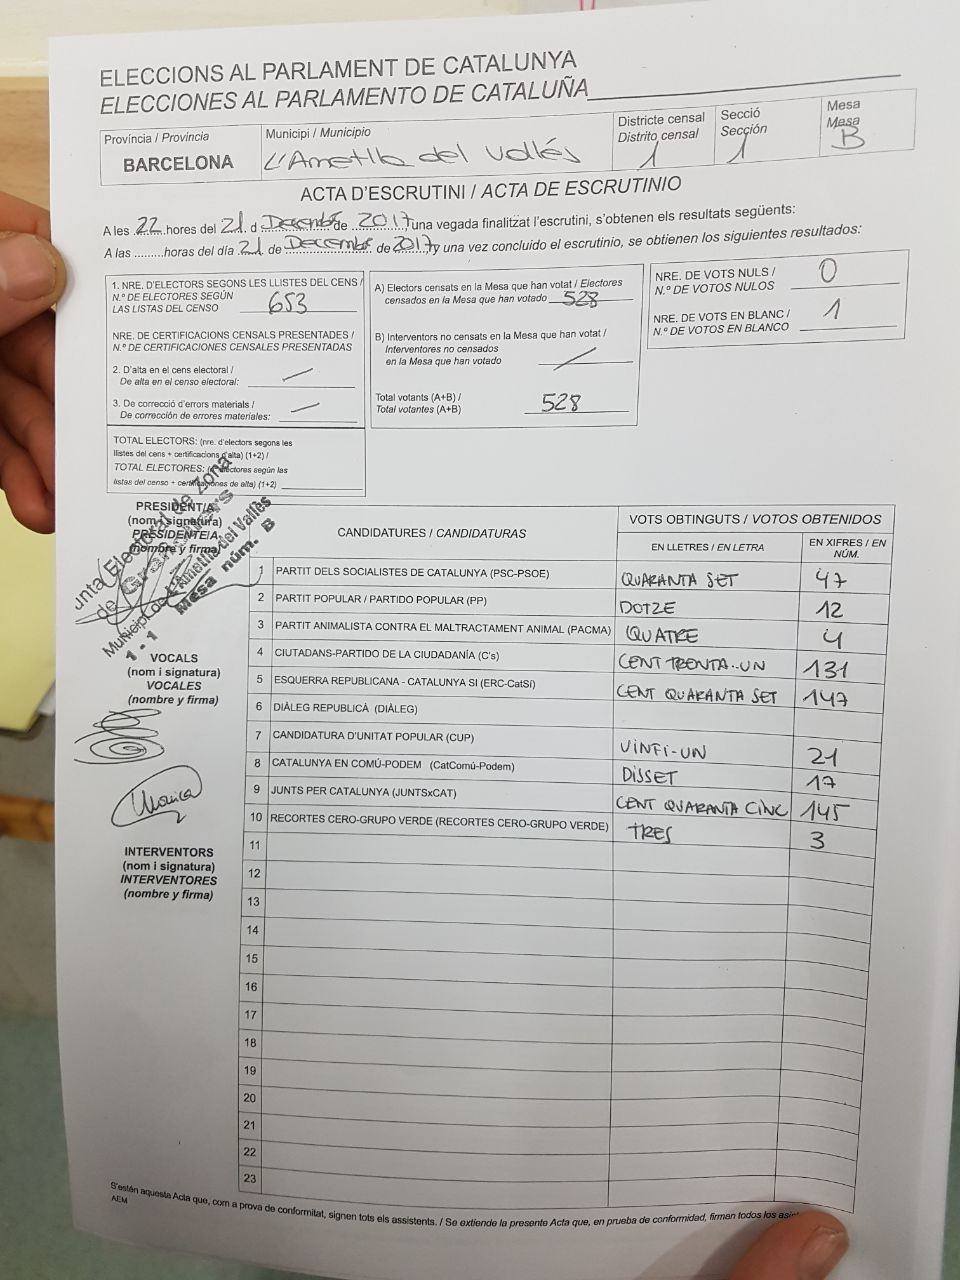 ELECCIONS AL PARLAMENT DE CATALUNYA
ELECCIONES AL PARLAMENTO DE CATALUÑA
Província / Provincia
BARCELONA
Municipi / Municipio
L'Ametlla del Vallés
Districte censal
Distrito censal
1
Secció
Sección
1
Mesa
Mesa
B
ACTA D'ESCRUTINI / ACTA DE ESCRUTINIO
A les 22 hores del 21. d Desembre de 2017, una vegada finalitzat l'escrutini, s'obtenen els resultats següents:
A las .........horas del día 21 de Decembre de 2017 y una vez concluido el escrutinio, se obtienen los siguientes resultados:
1. NRE. D'ELECTORS SEGONS LES LLISTES DEL CENS /
N.º DE ELECTORES SEGÚN
LAS LISTAS DEL CENSO 653
NRE. DE CERTIFICACIONS CENSALS PRESENTADES /
N.º DE CERTIFICACIONES CENSALES PRESENTADAS
2. D'alta en el cens electoral /
De alta en el censo electoral: —
3. De correcció d'errors materials /
De corrección de errores materiales: —
TOTAL ELECTORS: (nre. d'electors segons les
llistes del cens + certificacions d'alta) (1+2) /
TOTAL ELECTORES: (nº electores según las
listas del censo + certificaciones de alta) (1+2)
A) Electors censats en la Mesa que han votat / Electores
censados en la Mesa que han votado 528
B) Interventors no censats en la Mesa que han votat /
Interventores no censados
en la Mesa que han votado —
Total votants (A+B) /
Total votantes (A+B) 528
NRE. DE VOTS NULS /
N.º DE VOTOS NULOS 0
NRE. DE VOTS EN BLANC /
N.º DE VOTOS EN BLANCO 1
PRESIDENT/A
(nom i signatura)
PRESIDENTE/A
(nombre y firma)
Junta Electoral de Zona
de Granollers
Municipi de L'Ametlla del Vallès
1 - 1 Mesa núm. B
VOCALS
(nom i signatura)
VOCALES
(nombre y firma)
INTERVENTORS
(nom i signatura)
INTERVENTORES
(nombre y firma)
CANDIDATURES / CANDIDATURAS
VOTS OBTINGUTS / VOTOS OBTENIDOS
EN LLETRES / EN LETRA
EN XIFRES / EN
NÚM.
1 PARTIT DELS SOCIALISTES DE CATALUNYA (PSC-PSOE) QUARANTA SET 47
2 PARTIT POPULAR / PARTIDO POPULAR (PP) DOTZE 12
3 PARTIT ANIMALISTA CONTRA EL MALTRACTAMENT ANIMAL (PACMA) QUATRE 4
4 CIUTADANS-PARTIDO DE LA CIUDADANÍA (C's) CENT TRENTA-UN 131
5 ESQUERRA REPUBLICANA - CATALUNYA SI (ERC-CatSí) CENT QUARANTA SET 147
6 DIÀLEG REPUBLICÀ (DIÀLEG)
7 CANDIDATURA D'UNITAT POPULAR (CUP) VINTI-UN 21
8 CATALUNYA EN COMÚ-PODEM (CatComú-Podem) DISSET 17
9 JUNTS PER CATALUNYA (JUNTSxCAT) CENT QUARANTA CINC 145
10 RECORTES CERO-GRUPO VERDE (RECORTES CERO-GRUPO VERDE) TRES 3
11
12
13
14
15
16
17
18
19
20
21
22
23
S'estén aquesta Acta que, com a prova de conformitat, signen tots els assistents. / Se extiende la presente Acta que, en prueba de conformidad, firman todos los
AEM